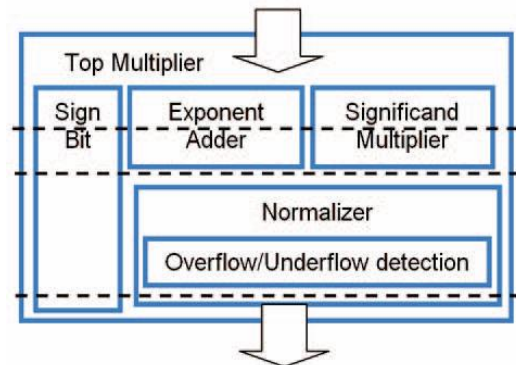 Top Multiplier
Sign
Bit
Exponent
Adder
Significand
Multiplier
Normalizer
Overflow/Underflow detection